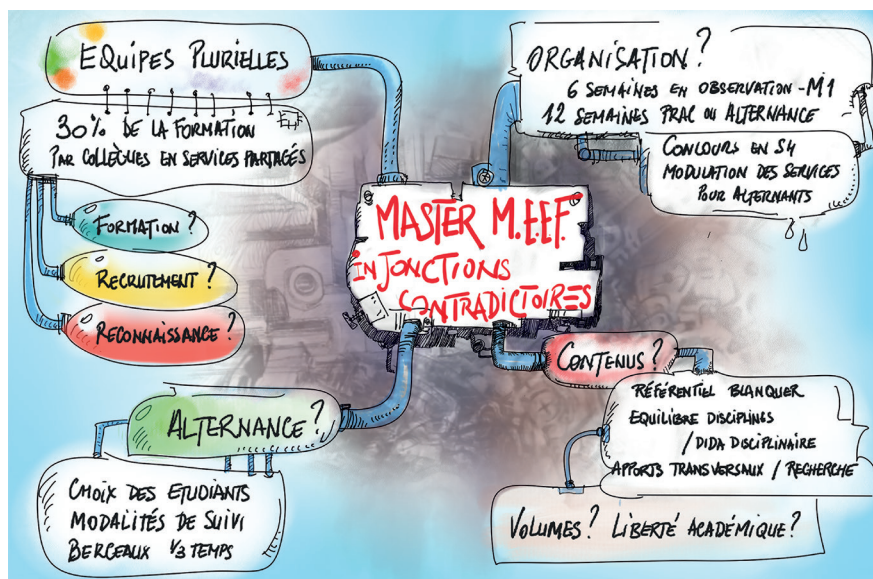 EQUIPES PLURIELLES
30% DE LA FORMATION
PAR COLLÈGUES EN SERVICES PARTAGÉS
FORMATION ?
RECRUTEMENT ?
RECONNAISSANCE ?
ORGANISATION ?
6 SEMAINES EN OBSERVATION - M1
12 SEMAINES PRAC OU ALTERNANCE
CONCOURS EN S4
MODULATION DES SERVICES
POUR ALTERNANTS
MASTER M.E.E.F.
INJONCTIONS
CONTRADICTOIRES
CONTENUS ?
RÉFÉRENTIEL BLANQUER
EQUILIBRE DISCIPLINES
/ DIDA DISCIPLINAIRE
APPORTS TRANSVERSAUX / RECHERCHE
VOLUMES ? LIBERTÉ ACADÉMIQUE ?
ALTERNANCE ?
CHOIX DES ETUDIANTS
MODALITÉS DE SUIVI
BERCEAUX 1/3 TEMPS